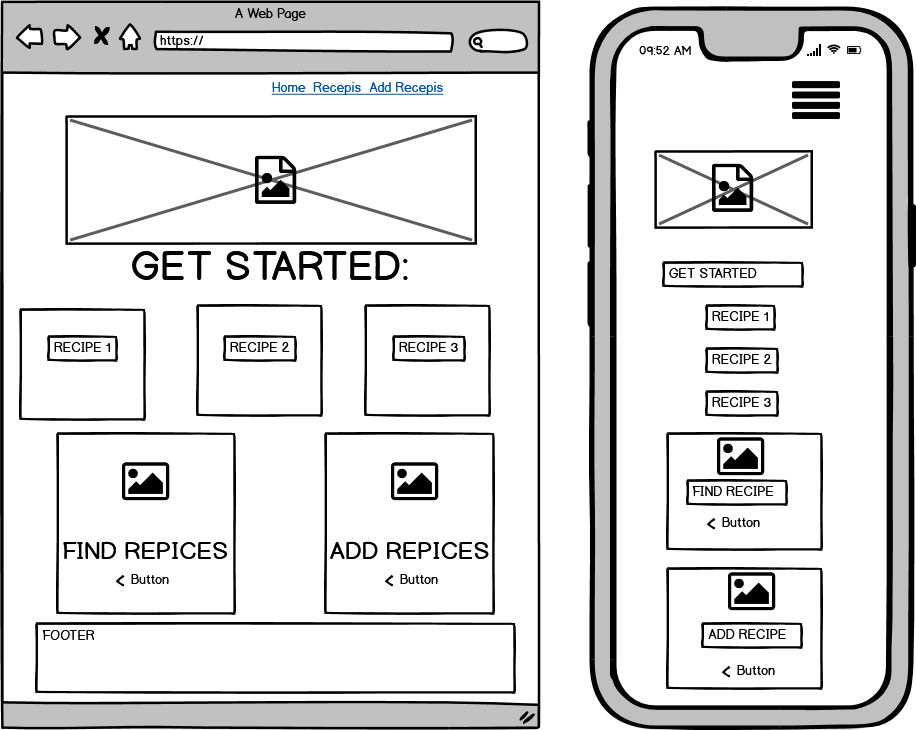 A Web Page
https://
Home Recepis Add Recepis
GET STARTED:
RECIPE 1
RECIPE 2
RECIPE 3
FIND REPICES
Button
ADD REPICES
Button
FOOTER
09:52 AM
GET STARTED
RECIPE 1
RECIPE 2
RECIPE 3
FIND RECIPE
Button
ADD RECIPE
Button